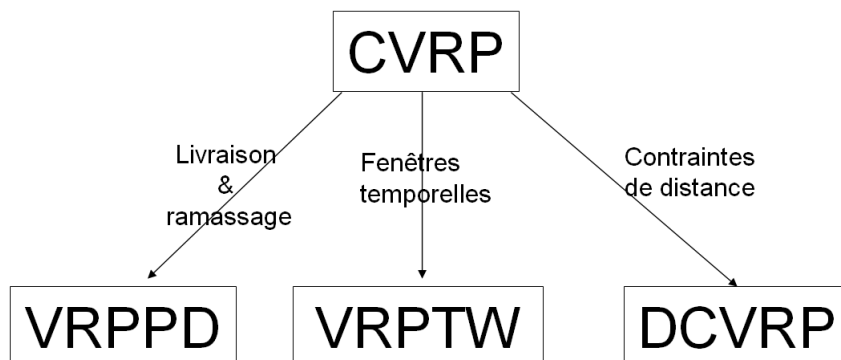 CVRP
Livraison
&
ramassage
Fenêtres
temporelles
Contraintes
de distance
VRPPD
VRPTW
DCVRP